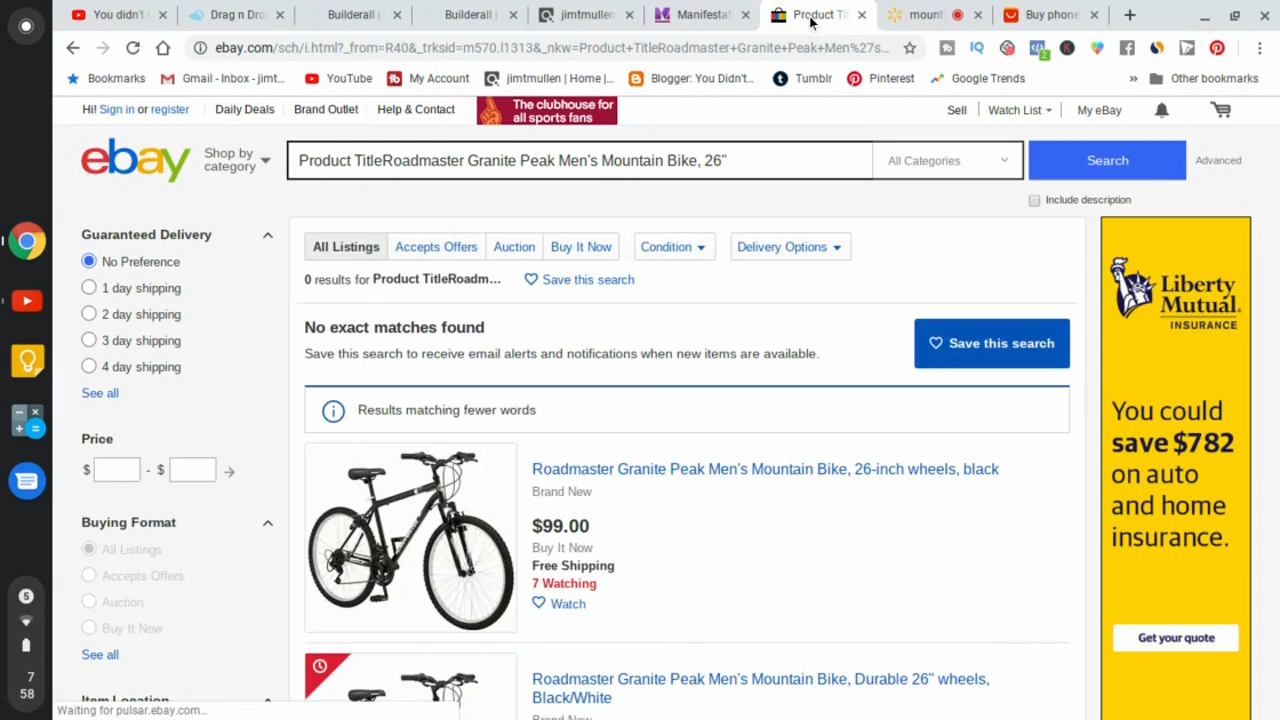 You didn't
Drag n Dro
Builderall |
Builderall |
jimtmullen
Manifestat
Product Ti
mount
Buy phone
ebay.com/sch/i.html?_from=R40&_trksid=m570.l1313&_nkw=Product+TitleRoadmaster+Granite+Peak+Men%27s...
Bookmarks
Gmail - Inbox - jimt...
YouTube
My Account
jimtmullen | Home |...
Blogger: You Didn't...
Tumblr
Pinterest
Google Trends
» Other bookmarks
Hi! Sign in or register
Daily Deals
Brand Outlet
Help & Contact
The clubhouse for
all sports fans
Sell
Watch List
My eBay
ebay
Shop by
category
Product TitleRoadmaster Granite Peak Men's Mountain Bike, 26"
All Categories
Search
Advanced
Include description
Guaranteed Delivery
No Preference
1 day shipping
2 day shipping
3 day shipping
4 day shipping
See all
Price
$ - $
Buying Format
All Listings
Accepts Offers
Auction
Buy It Now
See all
Item Location
All Listings
Accepts Offers
Auction
Buy It Now
Condition
Delivery Options
0 results for Product TitleRoadm...
Save this search
No exact matches found
Save this search to receive email alerts and notifications when new items are available.
Save this search
Results matching fewer words
Roadmaster Granite Peak Men's Mountain Bike, 26-inch wheels, black
Brand New
$99.00
Buy It Now
Free Shipping
7 Watching
Watch
Roadmaster Granite Peak Men's Mountain Bike, Durable 26" wheels,
Black/White
Brand New
Liberty
Mutual.
INSURANCE
You could
save $782
on auto
and home
insurance.
Get your quote
5
7
58
Waiting for pulsar.ebay.com...